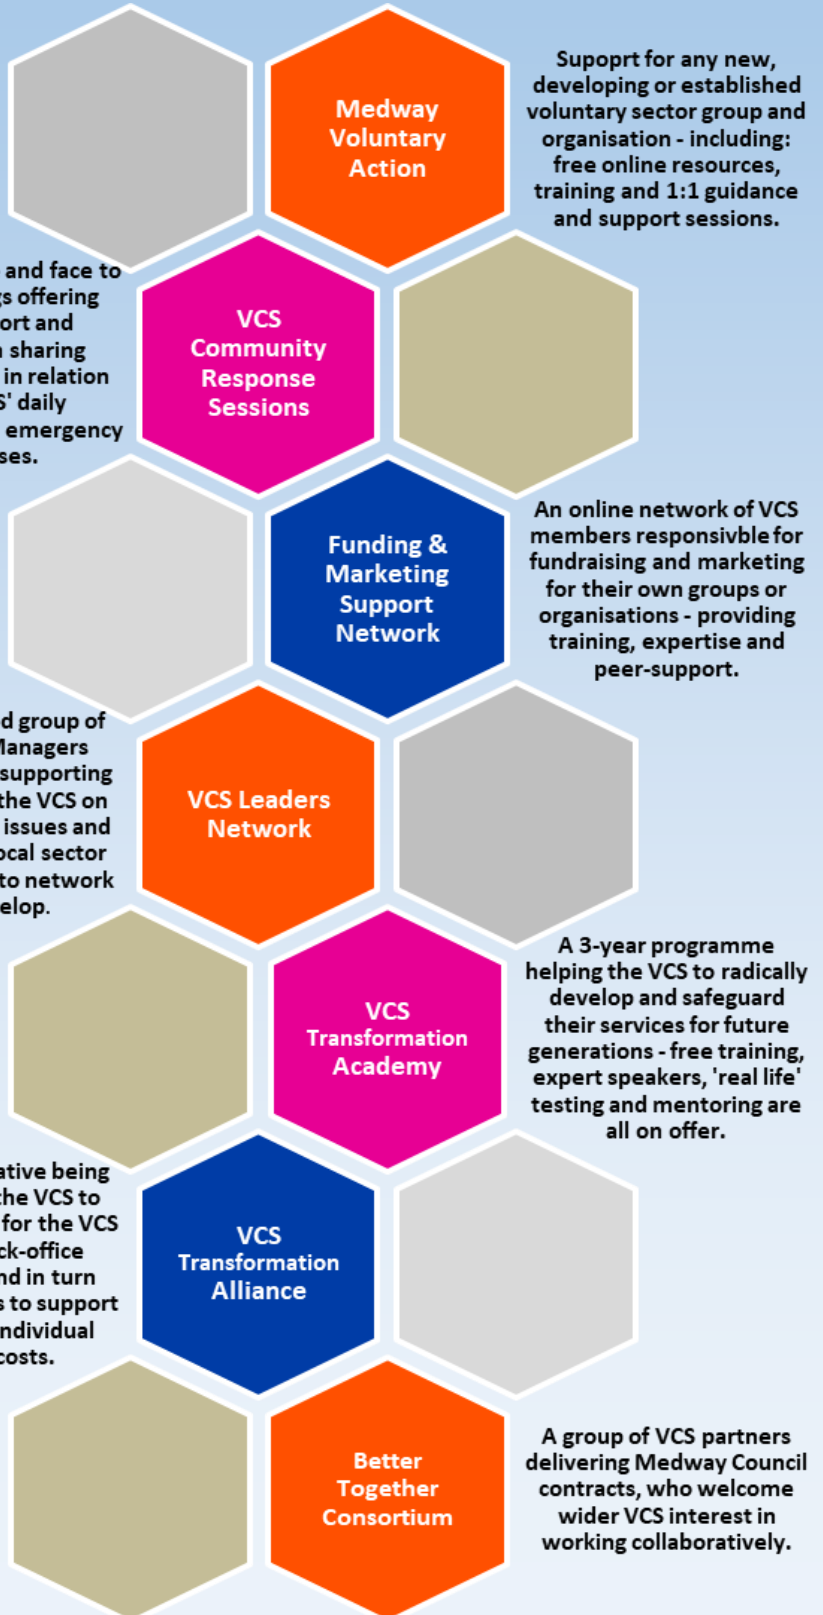 Medway
Voluntary
Action
Supoprt for any new,
developing or established
voluntary sector group and
organisation - including:
free online resources,
training and 1:1 guidance
and support sessions.
and face to
gs offering
ort and
sharing
in relation
S' daily
emergency
ses.
VCS
Community
Response
Sessions
Funding &
Marketing
Support
Network
An online network of VCS
members responsivble for
fundraising and marketing
for their own groups or
organisations - providing
training, expertise and
peer-support.
d group of
Managers
supporting
the VCS on
issues and
ocal sector
to network
elop.
VCS Leaders
Network
VCS
Transformation
Academy
A 3-year programme
helping the VCS to radically
develop and safeguard
their services for future
generations - free training,
expert speakers, 'real life'
testing and mentoring are
all on offer.
ative being
the VCS to
for the VCS
ck-office
nd in turn
s to support
individual
costs.
VCS
Transformation
Alliance
Better
Together
Consortium
A group of VCS partners
delivering Medway Council
contracts, who welcome
wider VCS interest in
working collaboratively.